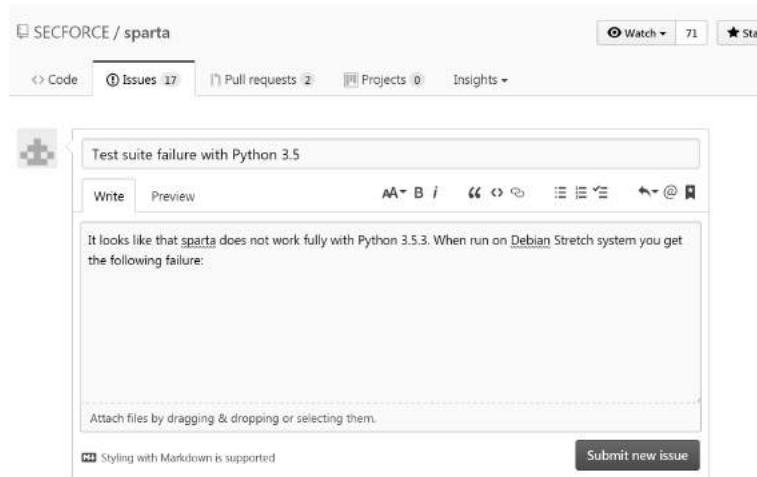 SECFORCE / sparta
Watch 71 Sta
Code Issues 17 Pull requests 2 Projects 0 Insights
Test suite failure with Python 3.5
Write Preview AA B i “ <> @
It looks like that sparta does not work fully with Python 3.5.3. When run on Debian Stretch system you get
the following failure:
Attach files by dragging & dropping or selecting them.
Styling with Markdown is supported
Submit new issue